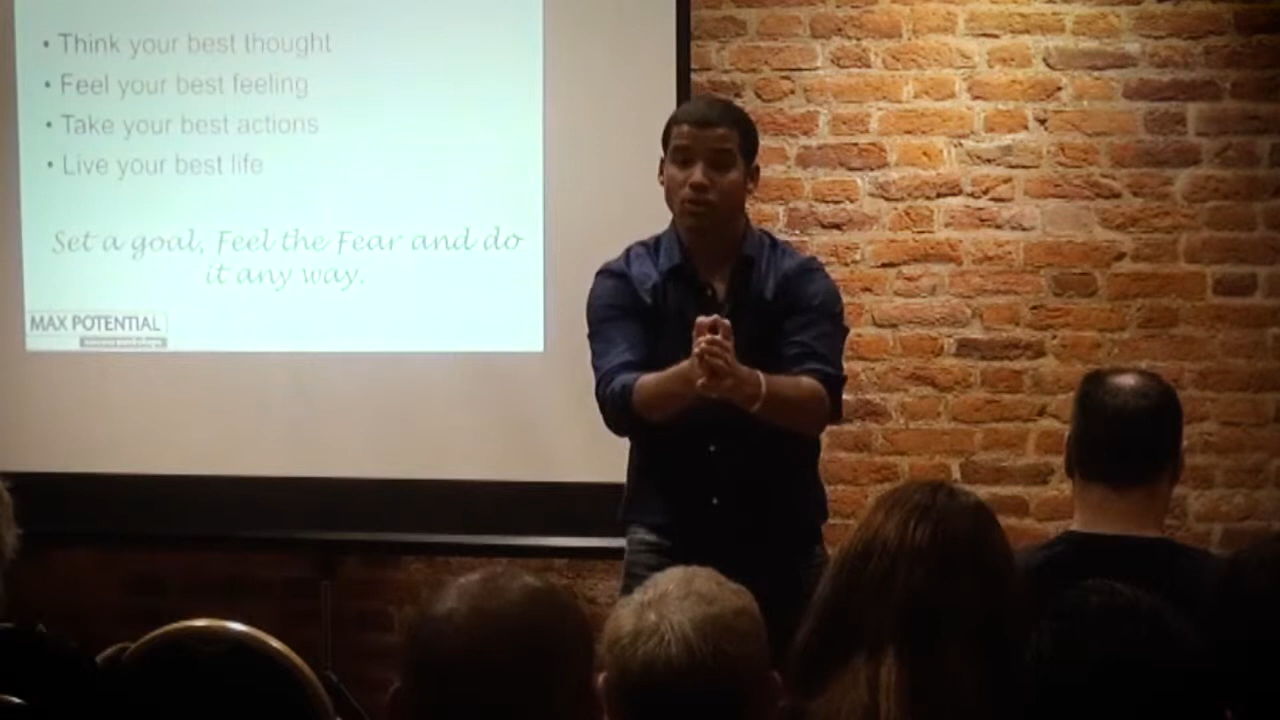 • Think your best thought
• Feel your best feeling
• Take your best actions
• Live your best life
Set a goal, Feel the Fear and do
it any way.
MAX POTENTIAL